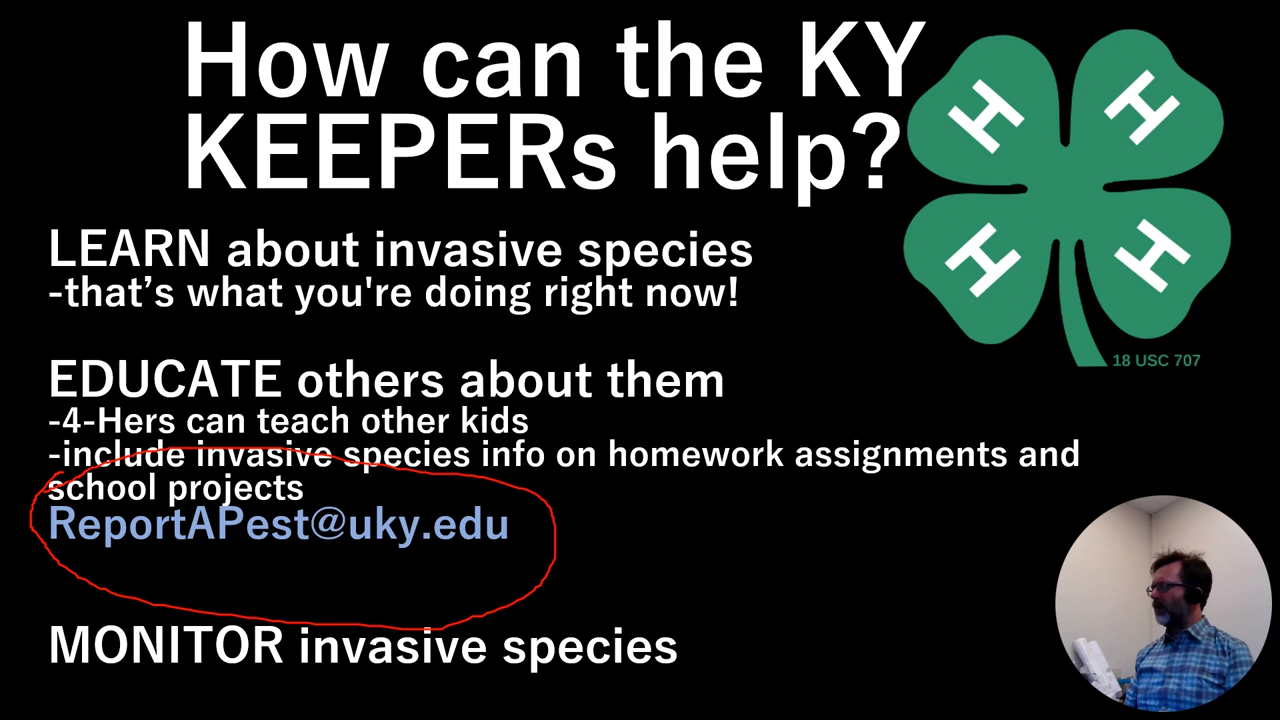 How can the KY
KEEPERs help?
H H
H H
18 USC 707
LEARN about invasive species
-that’s what you're doing right now!
EDUCATE others about them
-4-Hers can teach other kids
-include invasive species info on homework assignments and
school projects
ReportAPest@uky.edu
MONITOR invasive species